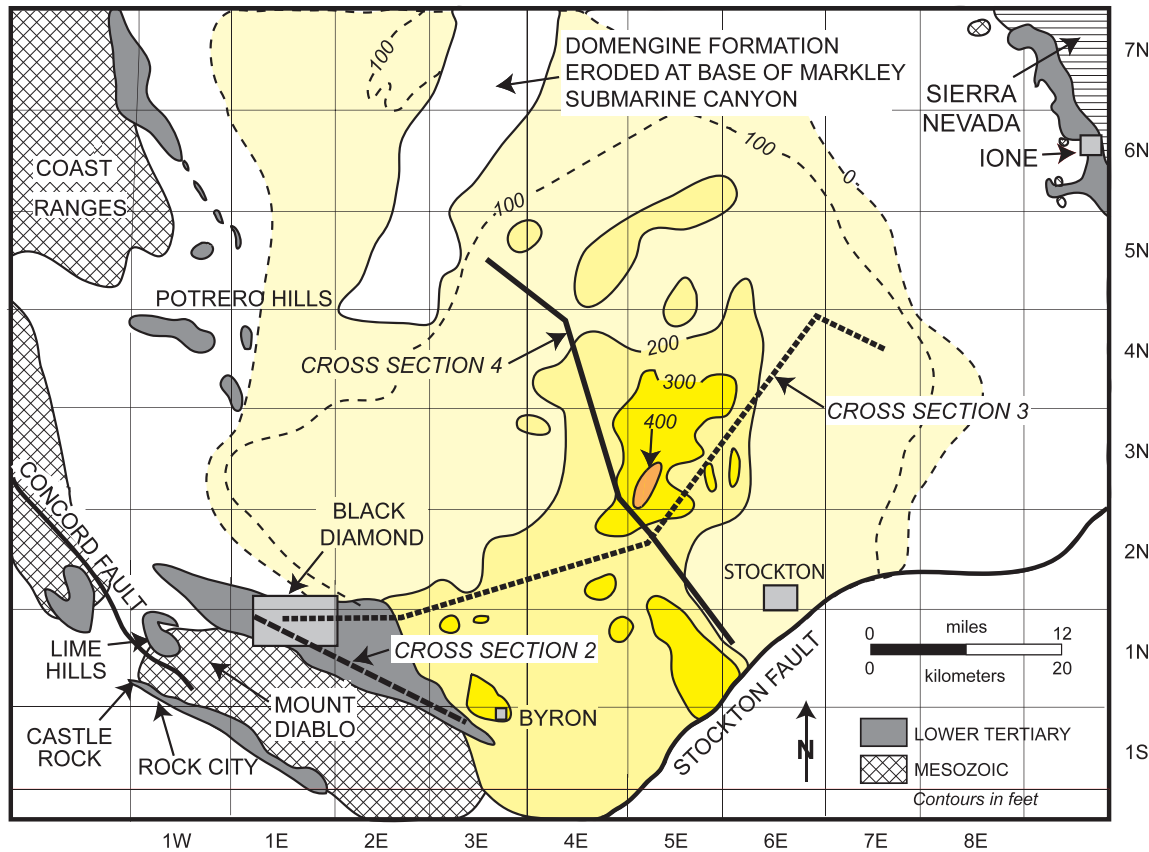 DOMENGINE FORMATION
ERODED AT BASE OF MARKLEY
SUBMARINE CANYON
7N
100
SIERRA
NEVADA
IONE
6N
COAST
RANGES
100
0
100
5N
POTRERO HILLS
200
4N
CROSS SECTION 4
300
CROSS SECTION 3
400
3N
CONCORD FAULT
BLACK
DIAMOND
2N
STOCKTON
0
miles
12
0
kilometers
20
LIME
HILLS
CROSS SECTION 2
1N
STOCKTON FAULT
MOUNT
DIABLO
BYRON
CASTLE
ROCK
ROCK CITY
N
LOWER TERTIARY
1S
MESOZOIC
Contours in feet
1W
1E
2E
3E
4E
5E
6E
7E
8E